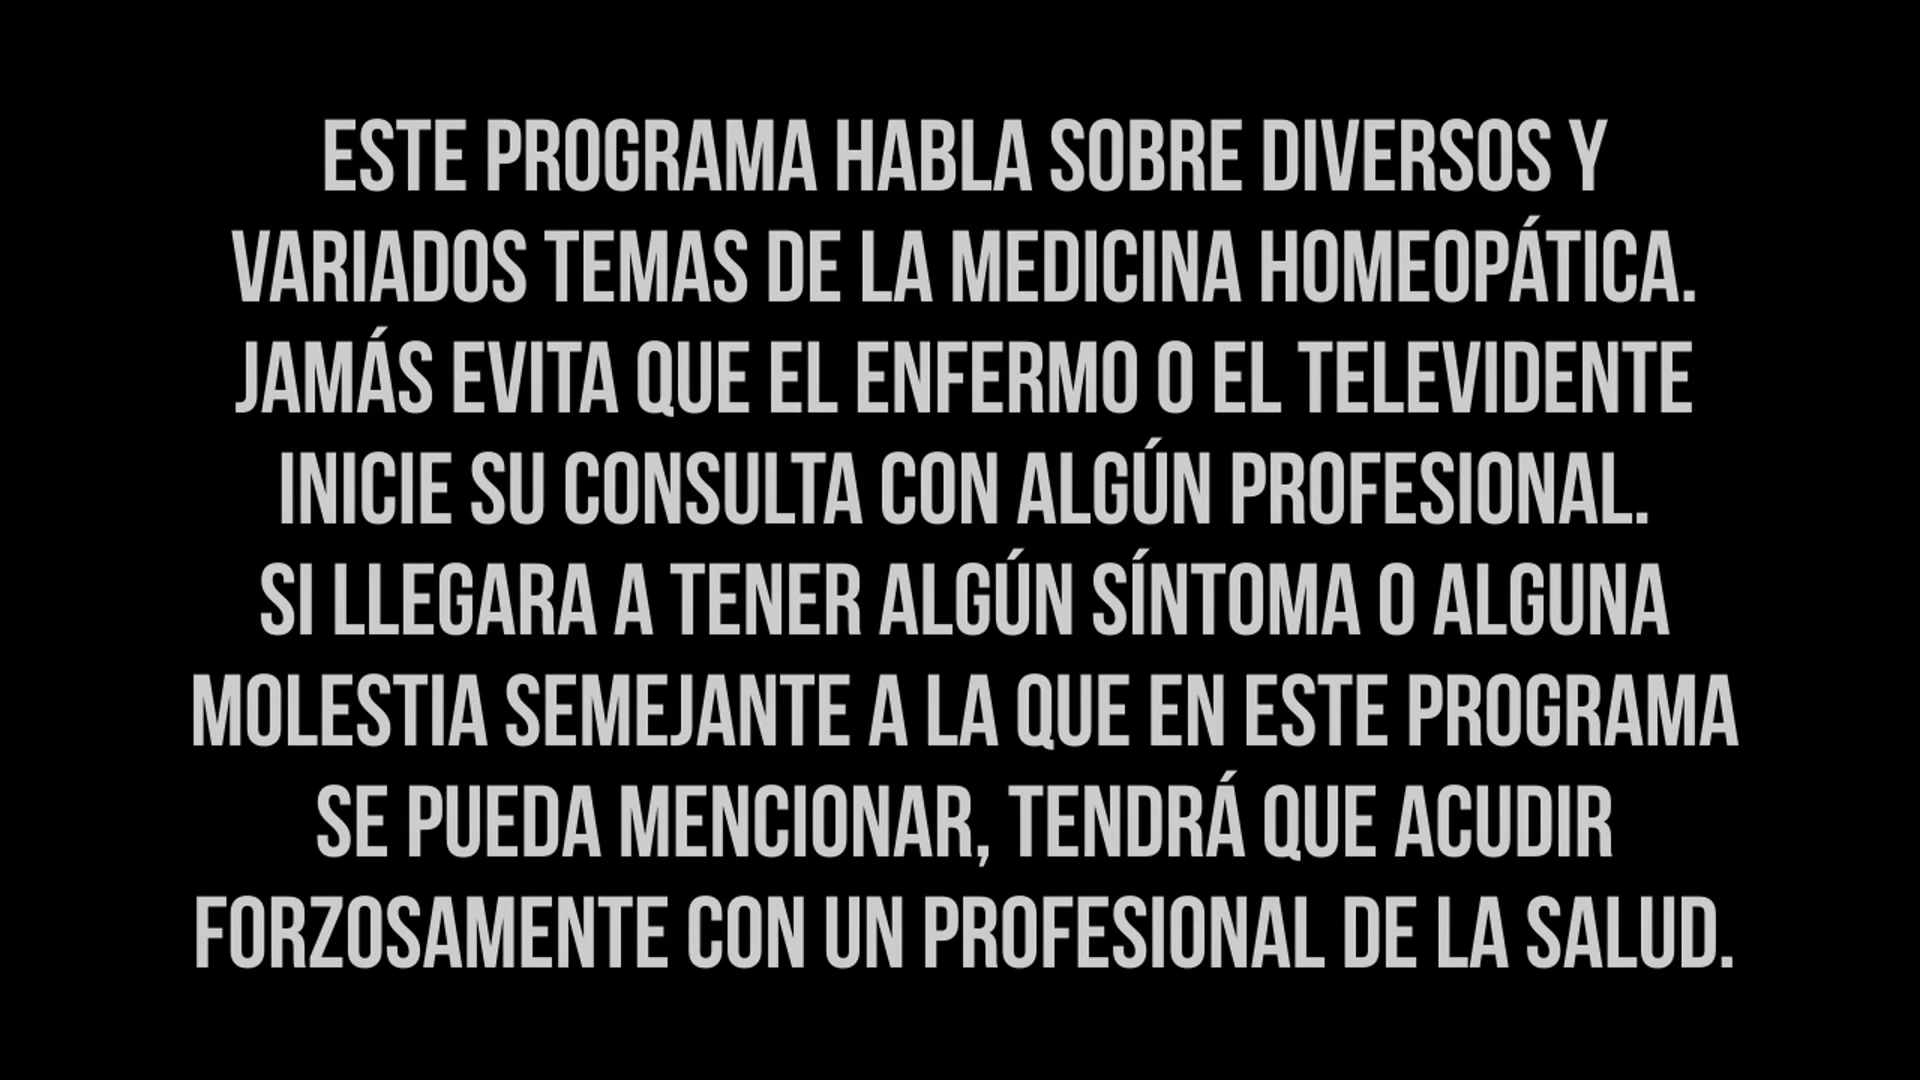 ESTE PROGRAMA HABLA SOBRE DIVERSOS Y
VARIADOS TEMAS DE LA MEDICINA HOMEOPÁTICA.
JAMÁS EVITA QUE EL ENFERMO O EL TELEVIDENTE
INICIE SU CONSULTA CON ALGÚN PROFESIONAL.
SI LLEGARA A TENER ALGÚN SÍNTOMA O ALGUNA
MOLESTIA SEMEJANTE A LA QUE EN ESTE PROGRAMA
SE PUEDA MENCIONAR, TENDRÁ QUE ACUDIR
FORZOSAMENTE CON UN PROFESIONAL DE LA SALUD.